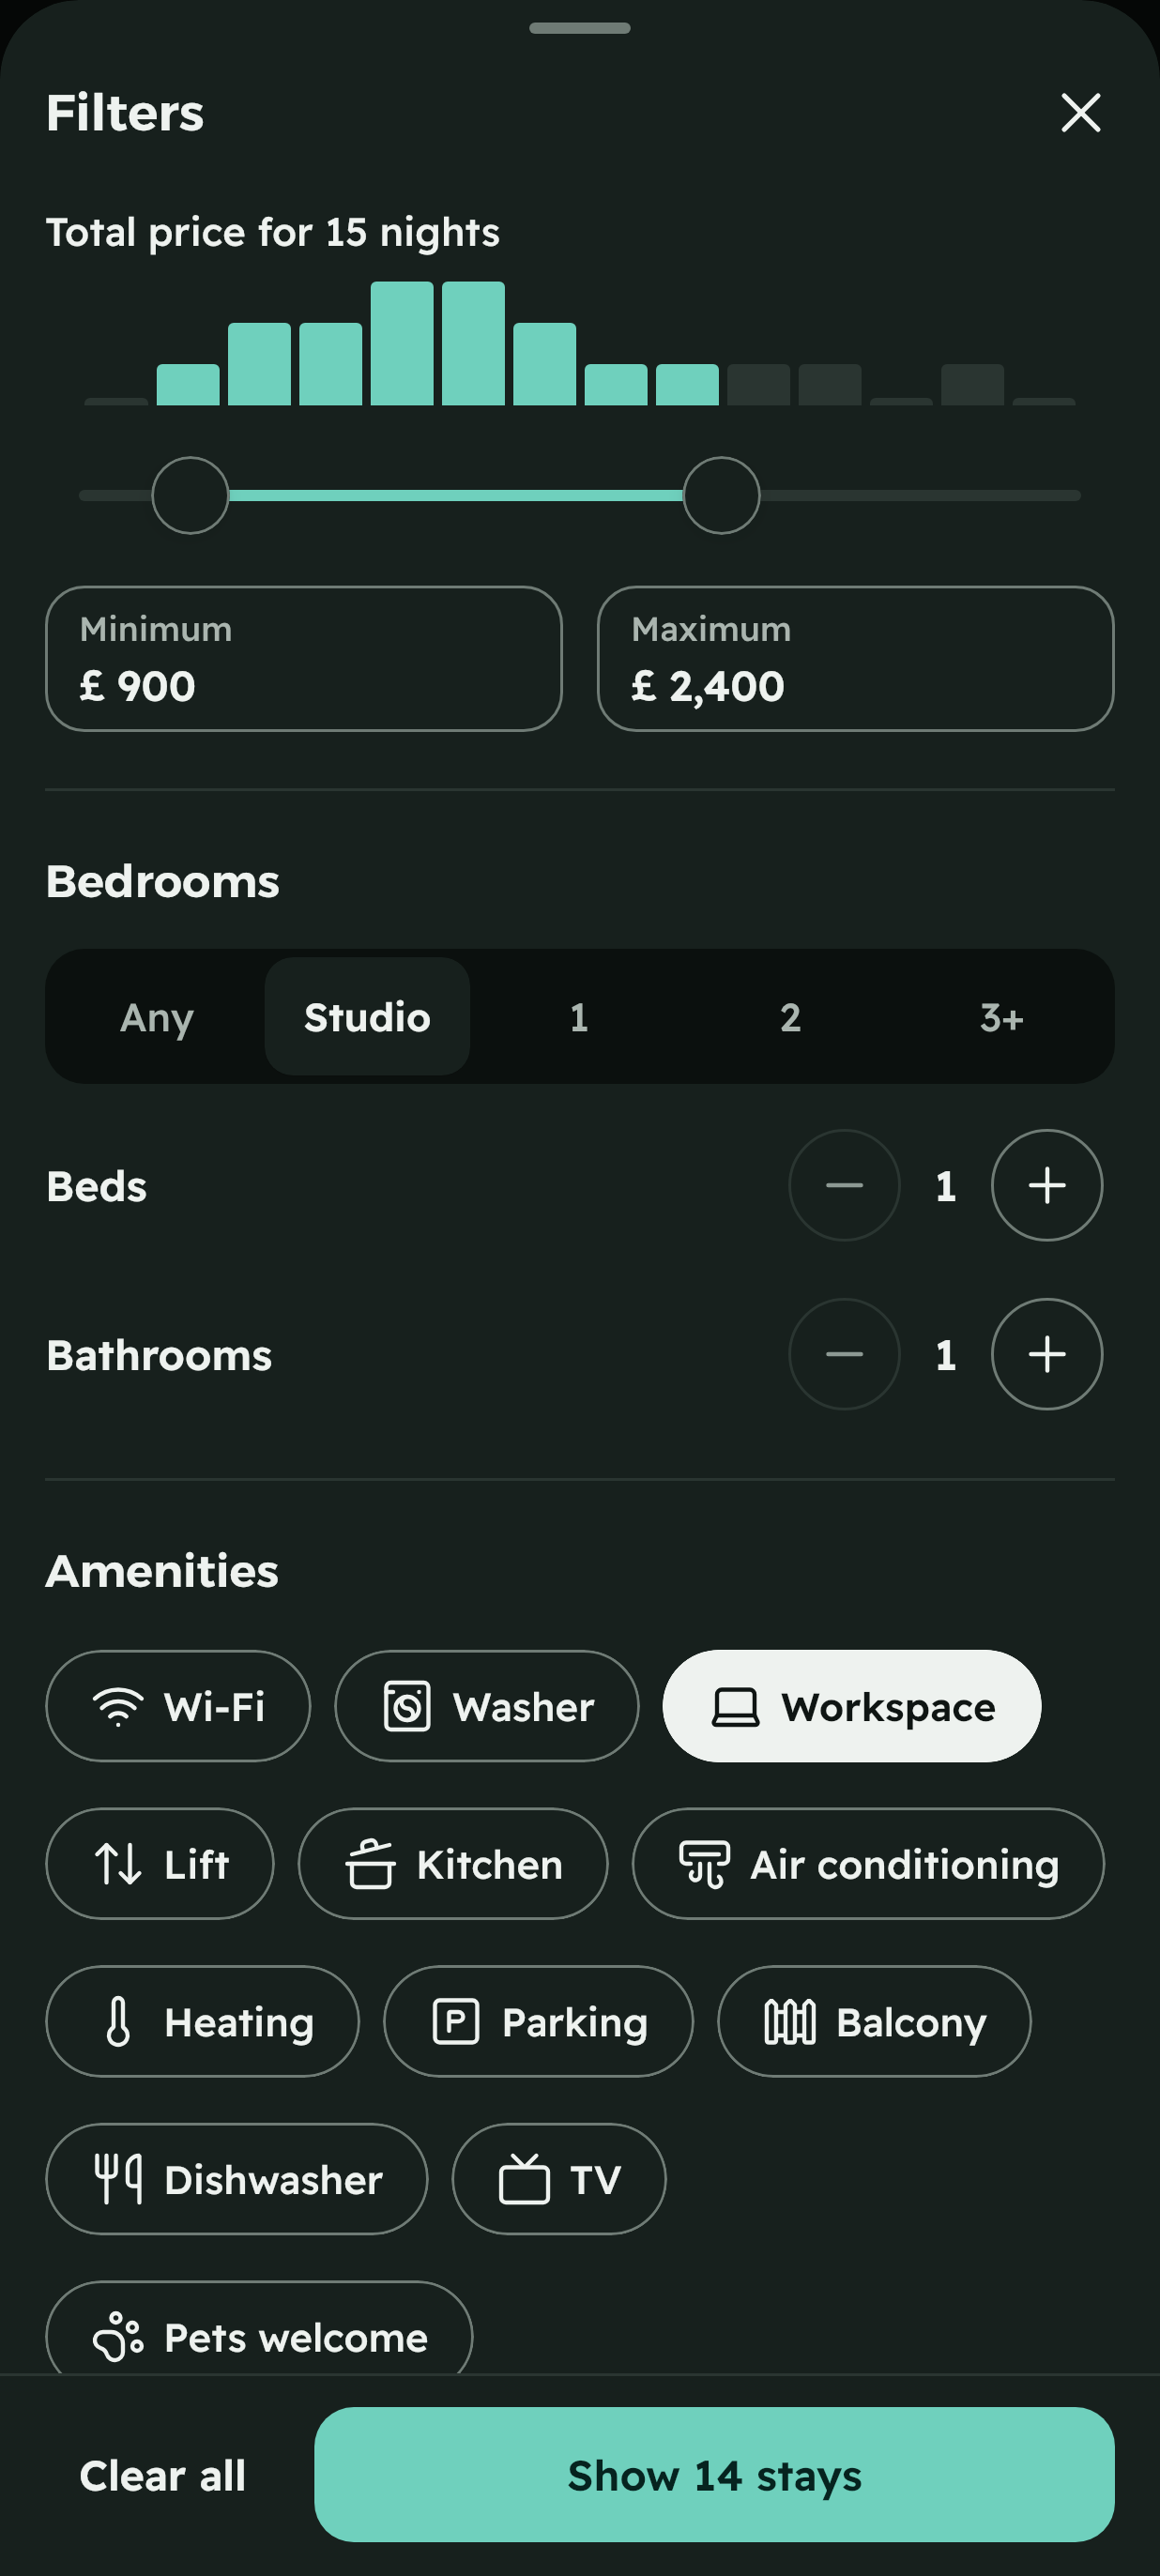 Filters
Total price for 15 nights
Minimum
£ 900
Maximum
£ 2,400
Bedrooms
Any Studio 1 2 3+
Beds 1
Bathrooms 1
Amenities
Wi-Fi Washer Workspace
Lift Kitchen Air conditioning
Heating P Parking Balcony
Dishwasher TV
Pets welcome
Clear all Show 14 stays